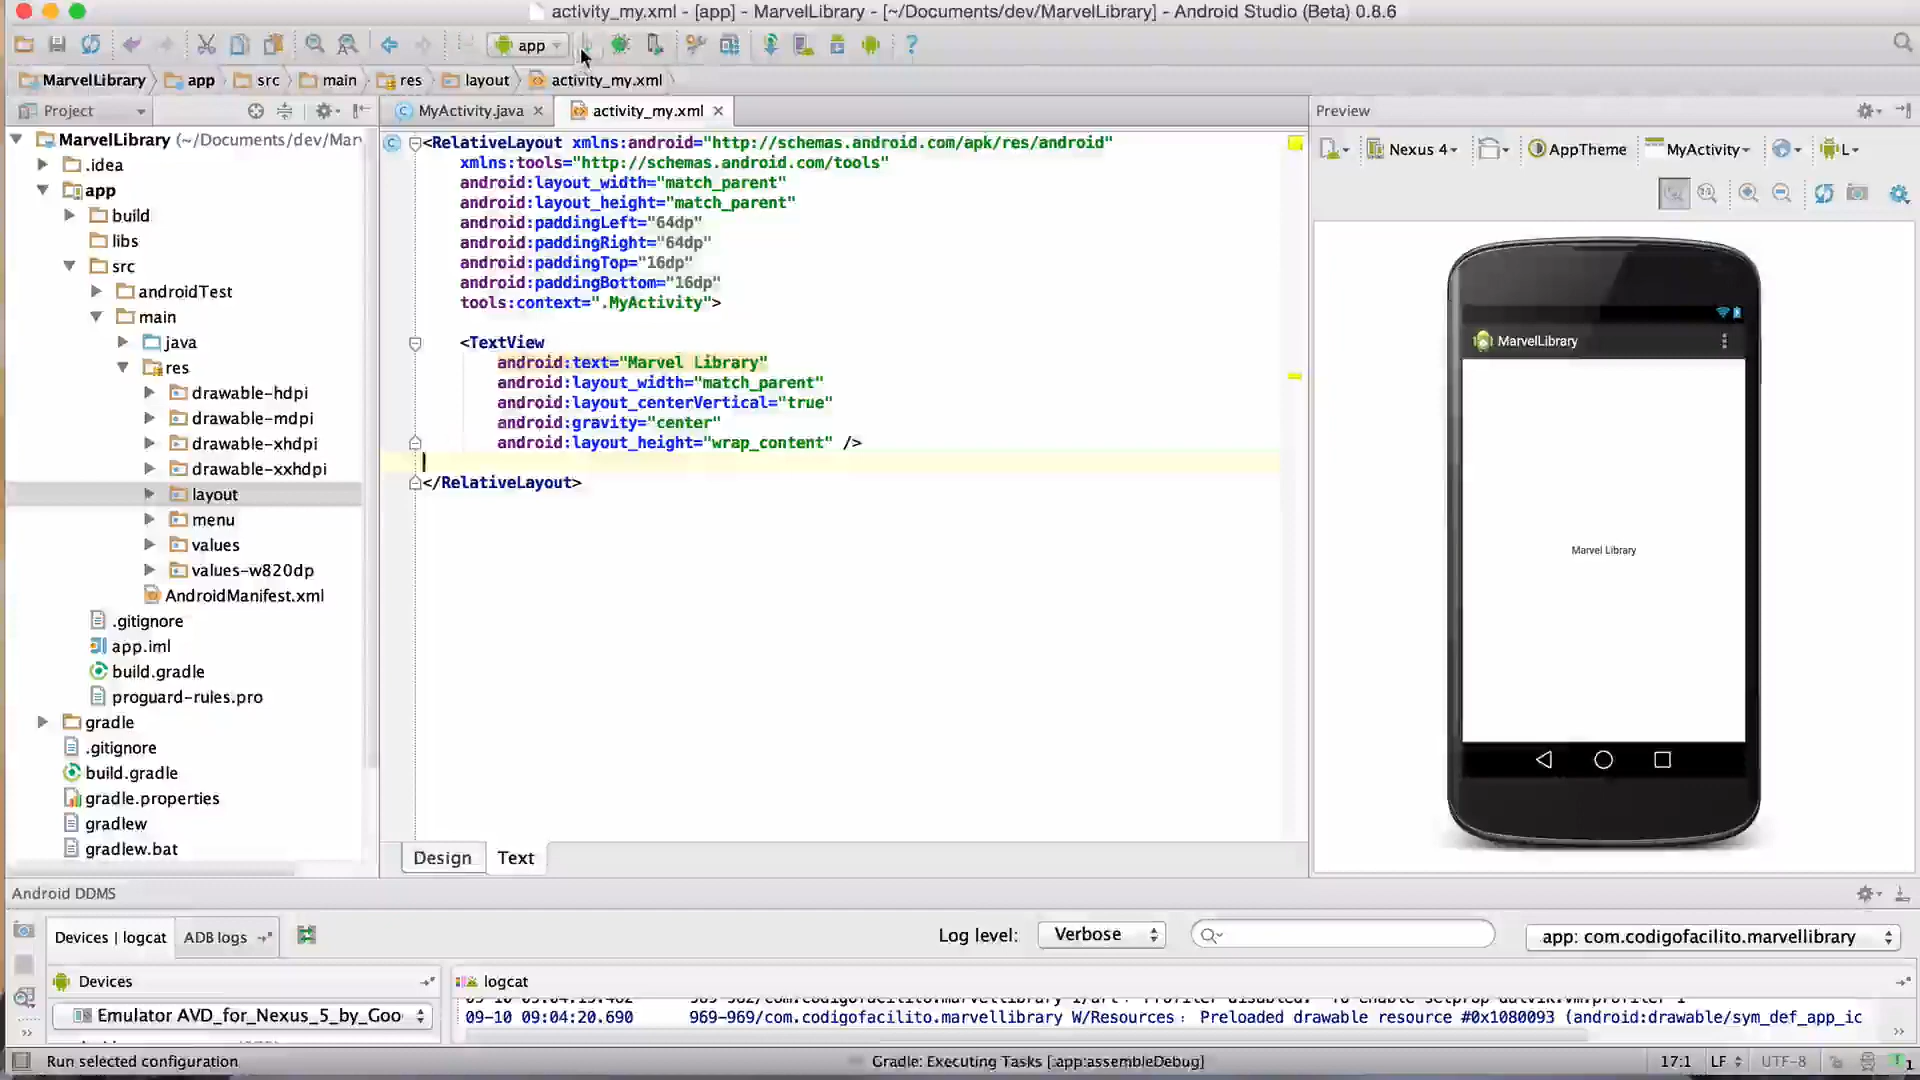 activity_my.xml - [app] - MarvelLibrary - [~/Documents/dev/MarvelLibrary] - Android Studio (Beta) 0.8.6
app
MarvelLibrary app src main res layout activity_my.xml
Project
MyActivity.java
activity_my.xml
Preview
MarvelLibrary (~/Documents/dev/Mar
.idea
app
build
libs
src
androidTest
main
java
res
drawable-hdpi
drawable-mdpi
drawable-xhdpi
drawable-xxhdpi
layout
menu
values
values-w820dp
AndroidManifest.xml
.gitignore
app.iml
build.gradle
proguard-rules.pro
gradle
.gitignore
build.gradle
gradle.properties
gradlew
gradlew.bat
<RelativeLayout xmlns:android="http://schemas.android.com/apk/res/android"
xmlns:tools="http://schemas.android.com/tools"
android:layout_width="match_parent"
android:layout_height="match_parent"
android:paddingLeft="64dp"
android:paddingRight="64dp"
android:paddingTop="16dp"
android:paddingBottom="16dp"
tools:context=".MyActivity">
<TextView
android:text="Marvel Library"
android:layout_width="match_parent"
android:layout_centerVertical="true"
android:gravity="center"
android:layout_height="wrap_content" />
</RelativeLayout>
Design
Text
Nexus 4
AppTheme
MyActivity
L
MarvelLibrary
Marvel Library
Android DDMS
Devices | logcat
ADB logs
Log level:
Verbose
app: com.codigofacilito.marvellibrary
Devices
logcat
Emulator AVD_for_Nexus_5_by_Goo
09-10 09:04:20.690 969-969/com.codigofacilito.marvellibrary W/Resources: Preloaded drawable resource #0x1080093 (android:drawable/sym_def_app_ic
Run selected configuration
Gradle: Executing Tasks [:app:assembleDebug]
17:1
LF
UTF-8
1